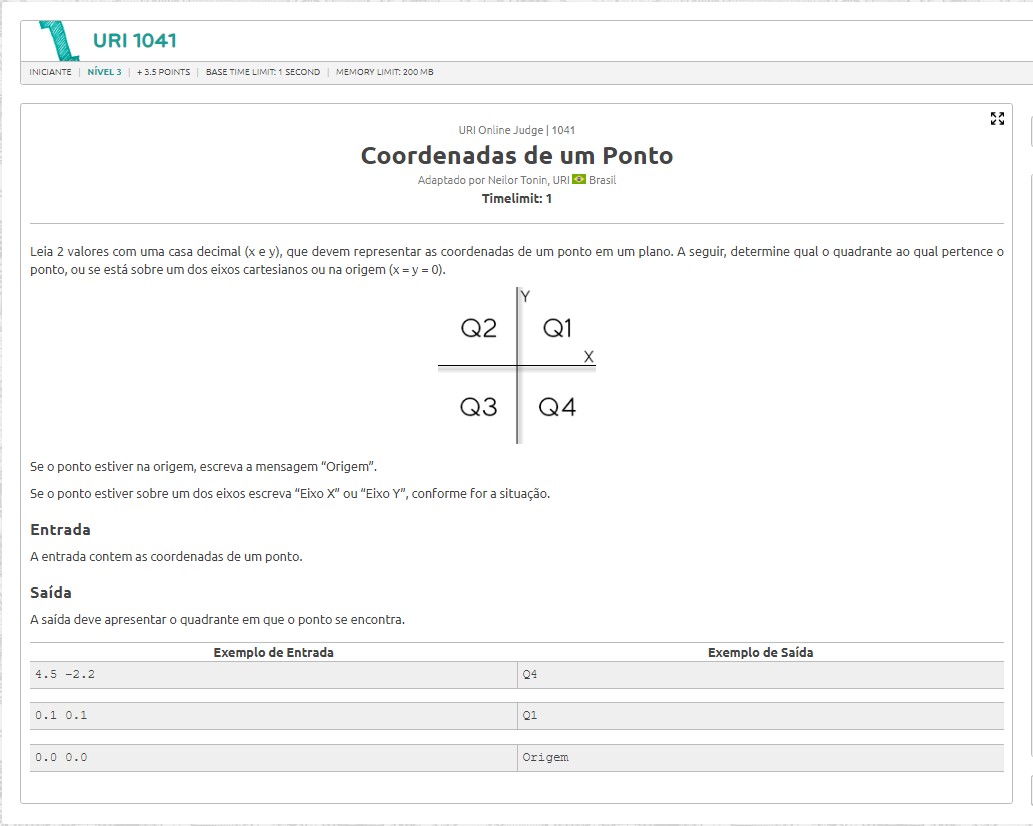 URI 1041
INICIANTE | NÍVEL 3 | + 3.5 POINTS | BASE TIME LIMIT: 1 SECOND | MEMORY LIMIT: 200 MB
URI Online Judge | 1041
Coordenadas de um Ponto
Adaptado por Neilor Tonin, URI Brasil
Timelimit: 1
Leia 2 valores com uma casa decimal (x e y), que devem representar as coordenadas de um ponto em um plano. A seguir, determine qual o quadrante ao qual pertence o
ponto, ou se está sobre um dos eixos cartesianos ou na origem (x = y = 0).
Y
Q2 Q1
X
Q3 Q4
Se o ponto estiver na origem, escreva a mensagem “Origem”.
Se o ponto estiver sobre um dos eixos escreva “Eixo X” ou “Eixo Y”, conforme for a situação.
Entrada
A entrada contem as coordenadas de um ponto.
Saída
A saída deve apresentar o quadrante em que o ponto se encontra.
Exemplo de Entrada Exemplo de Saída
4.5 -2.2 Q4
0.1 0.1 Q1
0.0 0.0 Origem